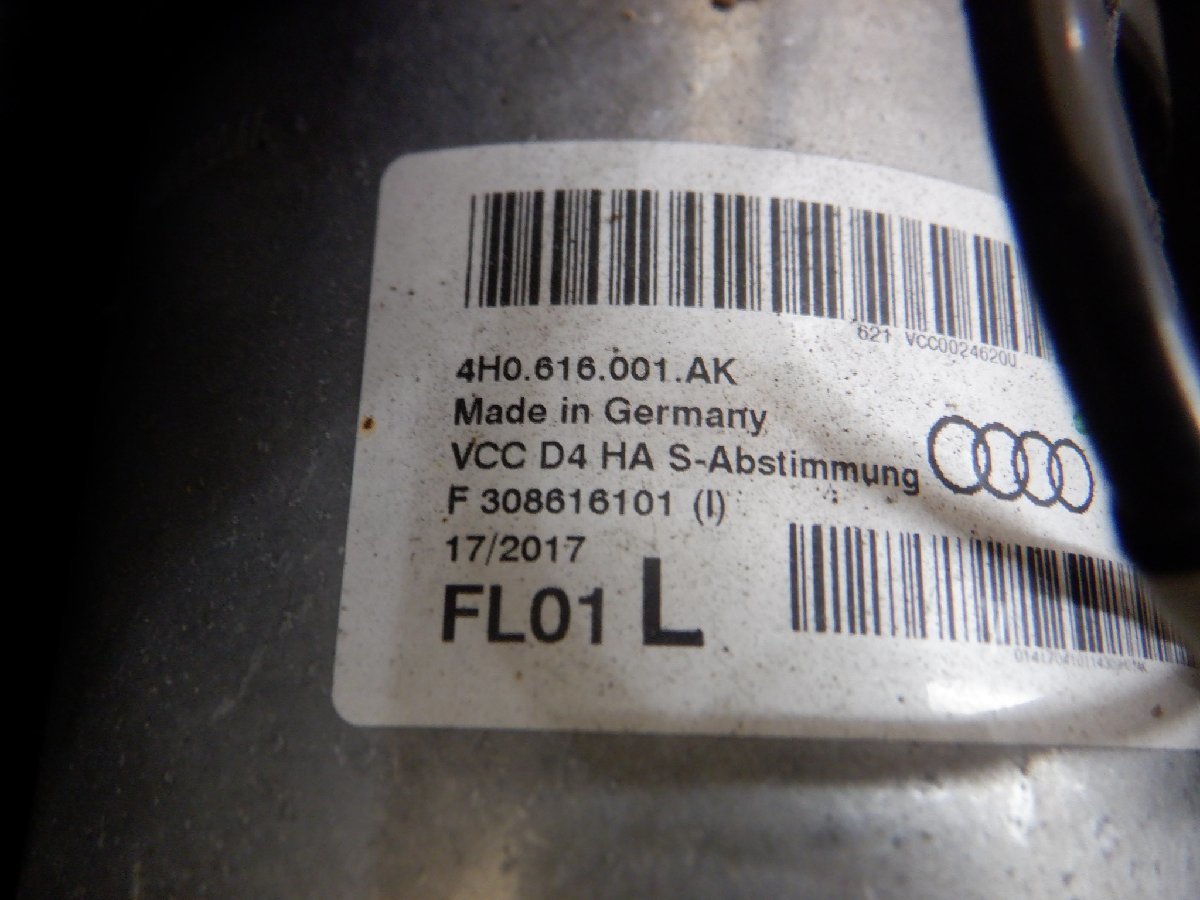 621 VCC0024620U
4H0.616.001.AK
Made in Germany
VCC D4 HA S-Abstimmung
F 308616101 (I)
17/2017
FL01 L